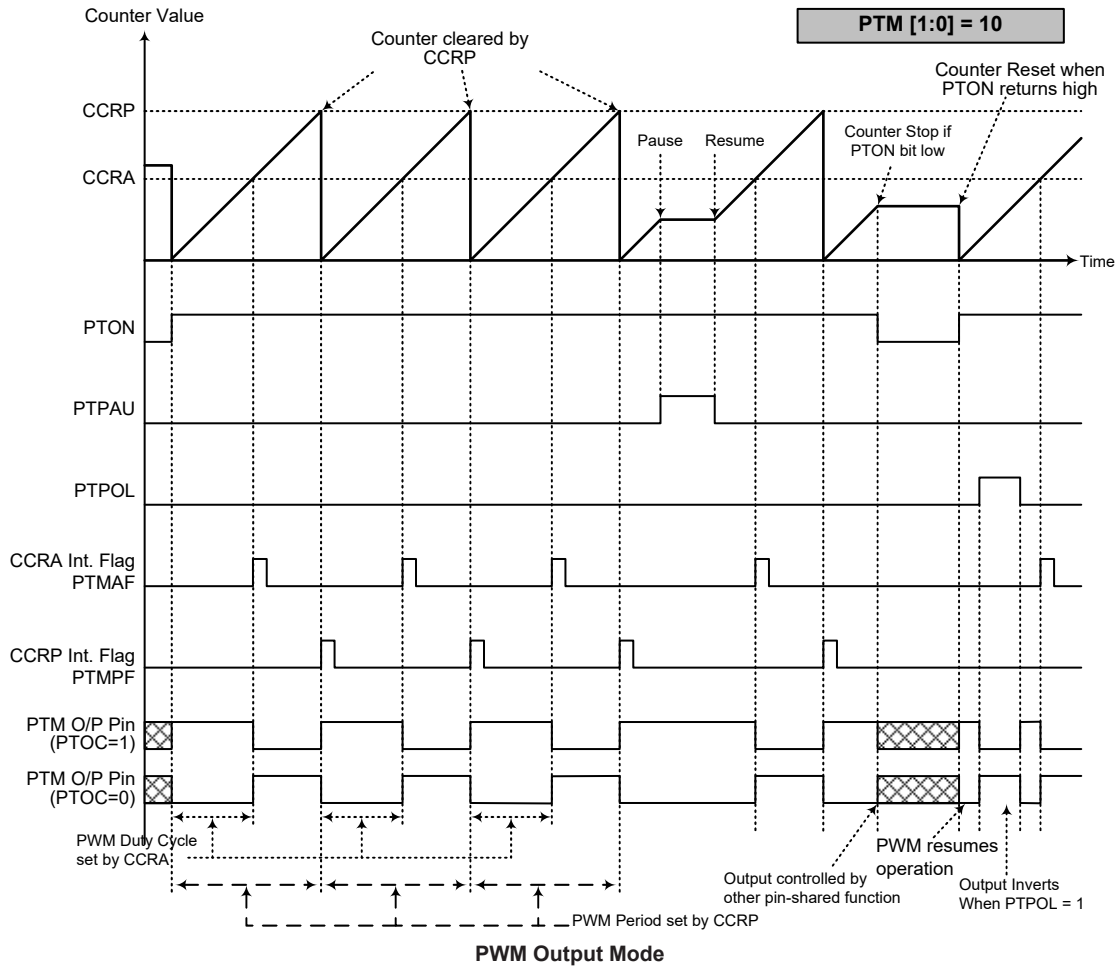 Counter Value
PTM [1:0] = 10
Counter cleared by
CCRP
Counter Reset when
PTON returns high
CCRP
Pause
Resume
Counter Stop if
PTON bit low
CCRA
Time
PTON
PTPAU
PTPOL
CCRA Int. Flag
PTMAF
CCRP Int. Flag
PTMPF
PTM O/P Pin
(PTOC=1)
PTM O/P Pin
(PTOC=0)
PWM Duty Cycle
set by CCRA
PWM resumes
operation
Output controlled by
other pin-shared function
Output Inverts
When PTPOL = 1
PWM Period set by CCRP
PWM Output Mode